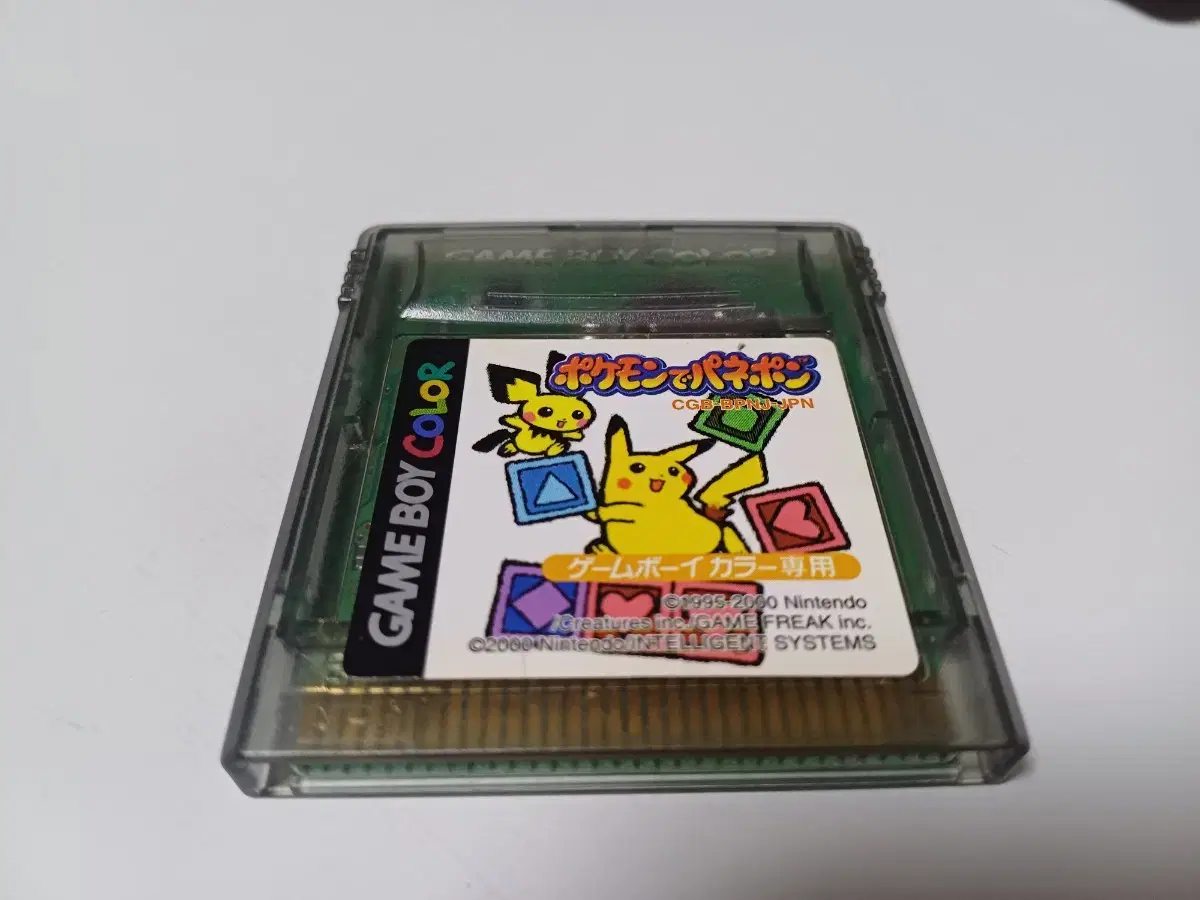 GAME BOY COLOR
GAME BOY COLOR
ポケモンでパネポン
CGB-BPNJ-JPN
ゲームボーイカラー専用
©1995-2000 Nintendo
/Creatures inc./GAME FREAK inc.
©2000 Nintendo/INTELLIGENT SYSTEMS